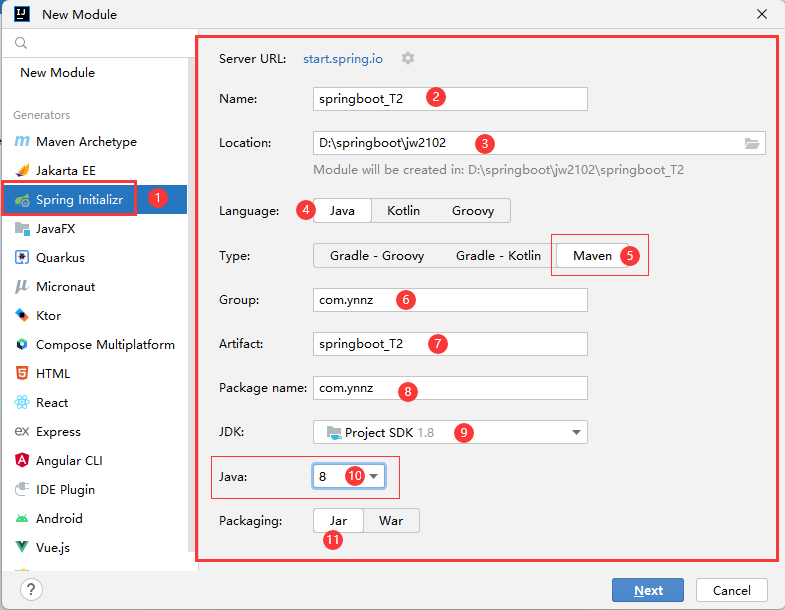 New Module
New Module
Generators
Maven Archetype
Jakarta EE
Spring Initializr 1
JavaFX
Quarkus
Micronaut
Ktor
Compose Multiplatform
HTML
React
ex Express
Angular CLI
IDE Plugin
Android
Vue.js
Server URL: start.spring.io
Name: springboot_T2 2
Location: D:\springboot\jw2102 3
Module will be created in: D:\springboot\jw2102\springboot_T2
Language: 4 Java Kotlin Groovy
Type: Gradle - Groovy Gradle - Kotlin Maven 5
Group: com.ynnz 6
Artifact: springboot_T2 7
Package name: com.ynnz 8
JDK: Project SDK 1.8 9
Java: 8 10
Packaging: Jar War
11
? Next Cancel